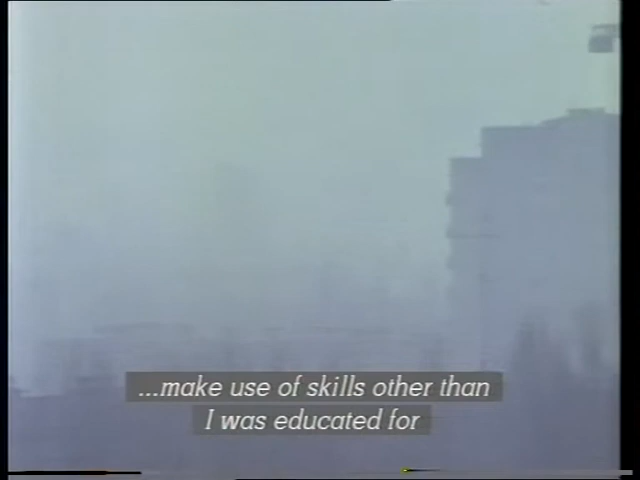 ...make use of skills other than
I was educated for